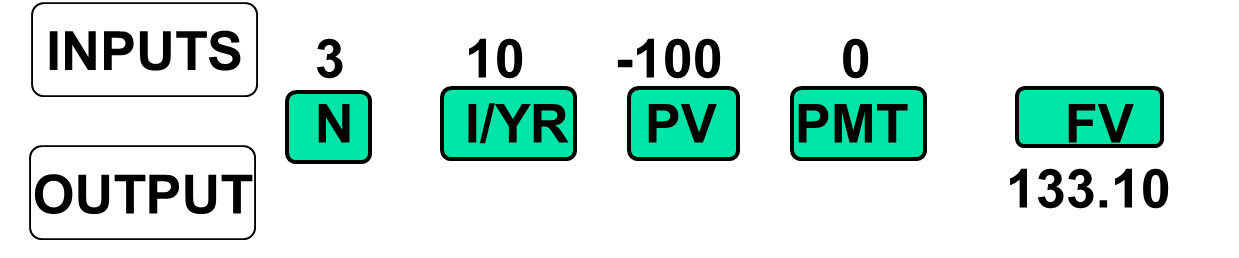 INPUTS 3 10 -100 0
N I/YR PV PMT FV
OUTPUT 133.10